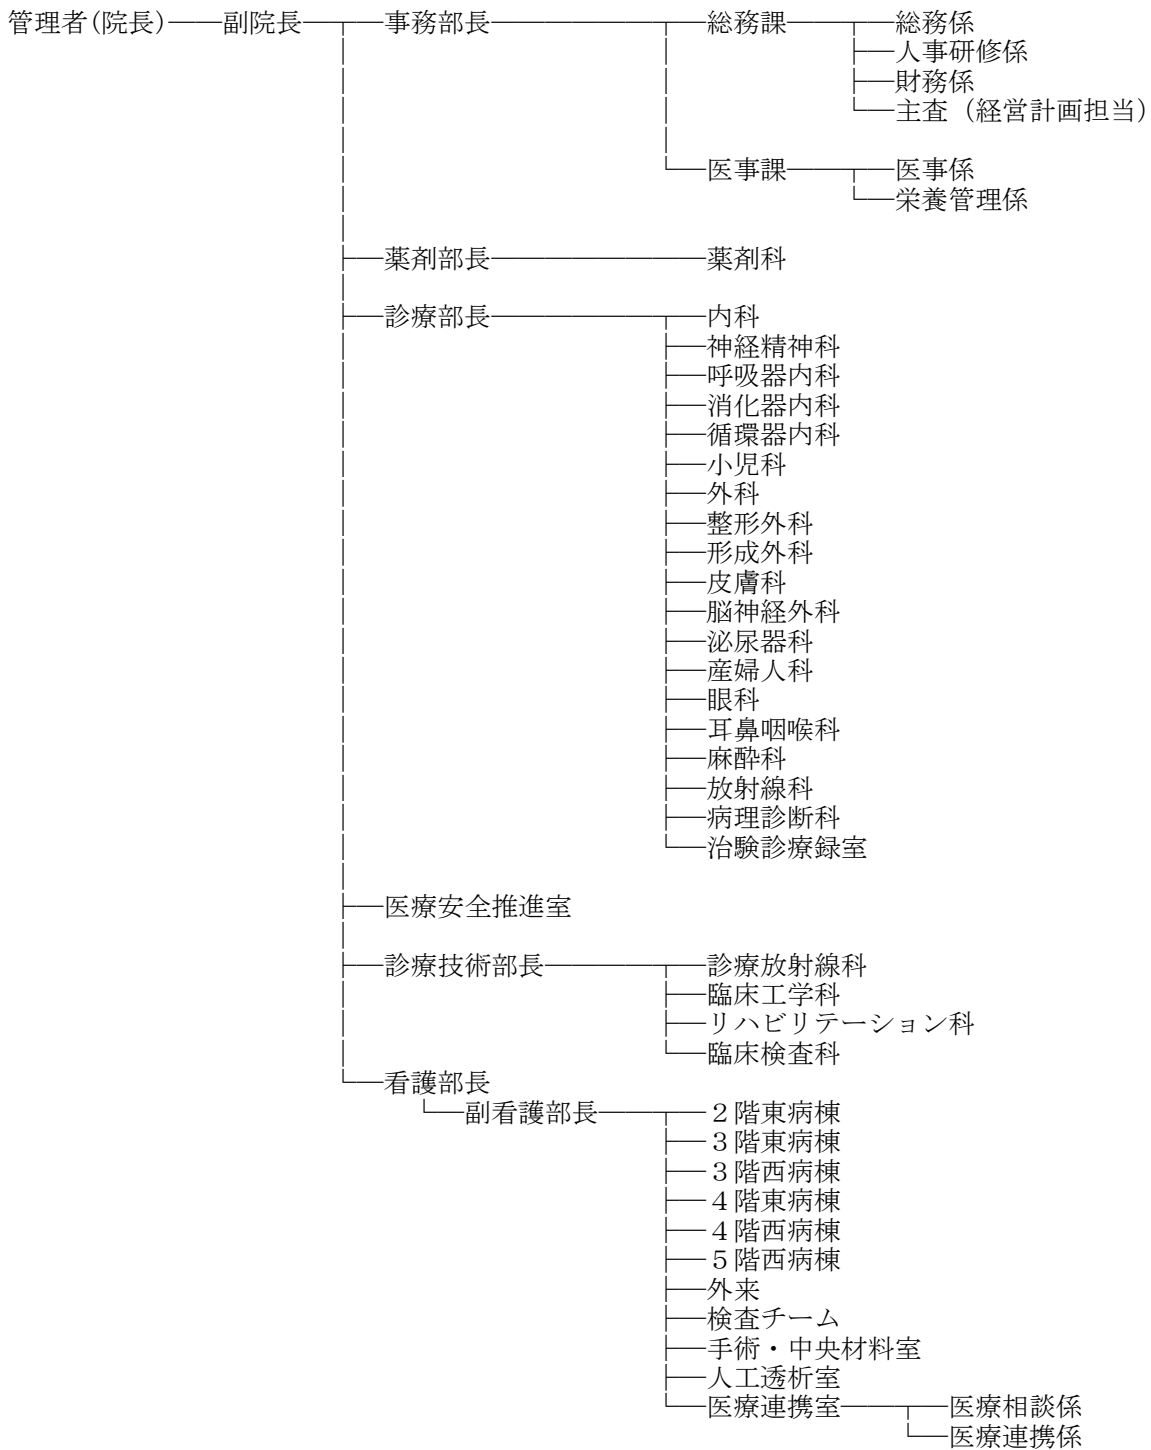 管理者(院長) 副院長 事務部長 総務課 総務係
人事研修係
財務係
主査（経営計画担当）
医事課 医事係
栄養管理係
薬剤部長 薬剤科
診療部長 内科
神経精神科
呼吸器内科
消化器内科
循環器内科
小児科
外科
整形外科
形成外科
皮膚科
脳神経外科
泌尿器科
産婦人科
眼科
耳鼻咽喉科
麻酔科
放射線科
病理診断科
治験診療録室
医療安全推進室
診療技術部長 診療放射線科
臨床工学科
リハビリテーション科
臨床検査科
看護部長
副看護部長 ２階東病棟
３階東病棟
３階西病棟
４階東病棟
４階西病棟
５階西病棟
外来
検査チーム
手術・中央材料室
人工透析室
医療連携室 医療相談係
医療連携係